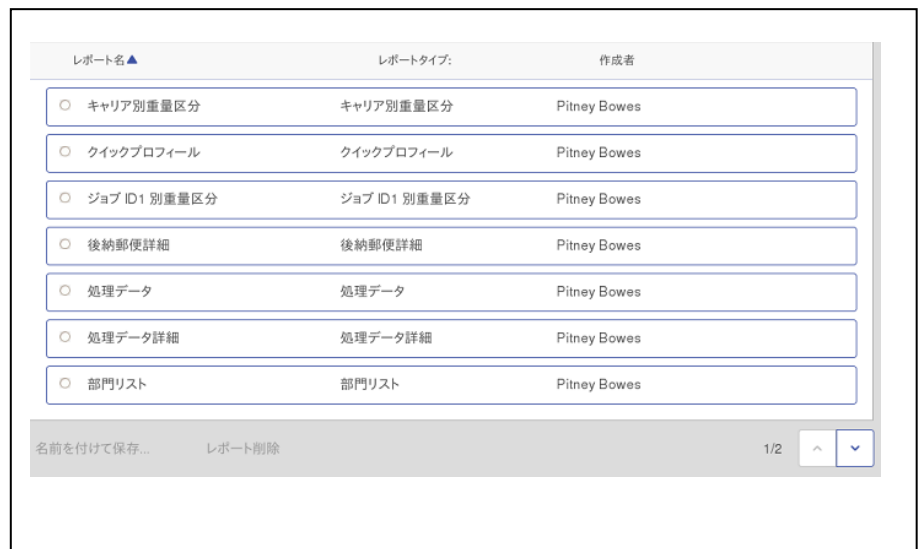 レポート名▲ レポートタイプ: 作成者
キャリア別重量区分 キャリア別重量区分 Pitney Bowes
クイックプロフィール クイックプロフィール Pitney Bowes
ジョブ ID1 別重量区分 ジョブ ID1 別重量区分 Pitney Bowes
後納郵便詳細 後納郵便詳細 Pitney Bowes
処理データ 処理データ Pitney Bowes
処理データ詳細 処理データ詳細 Pitney Bowes
部門リスト 部門リスト Pitney Bowes
名前を付けて保存... レポート削除 1/2